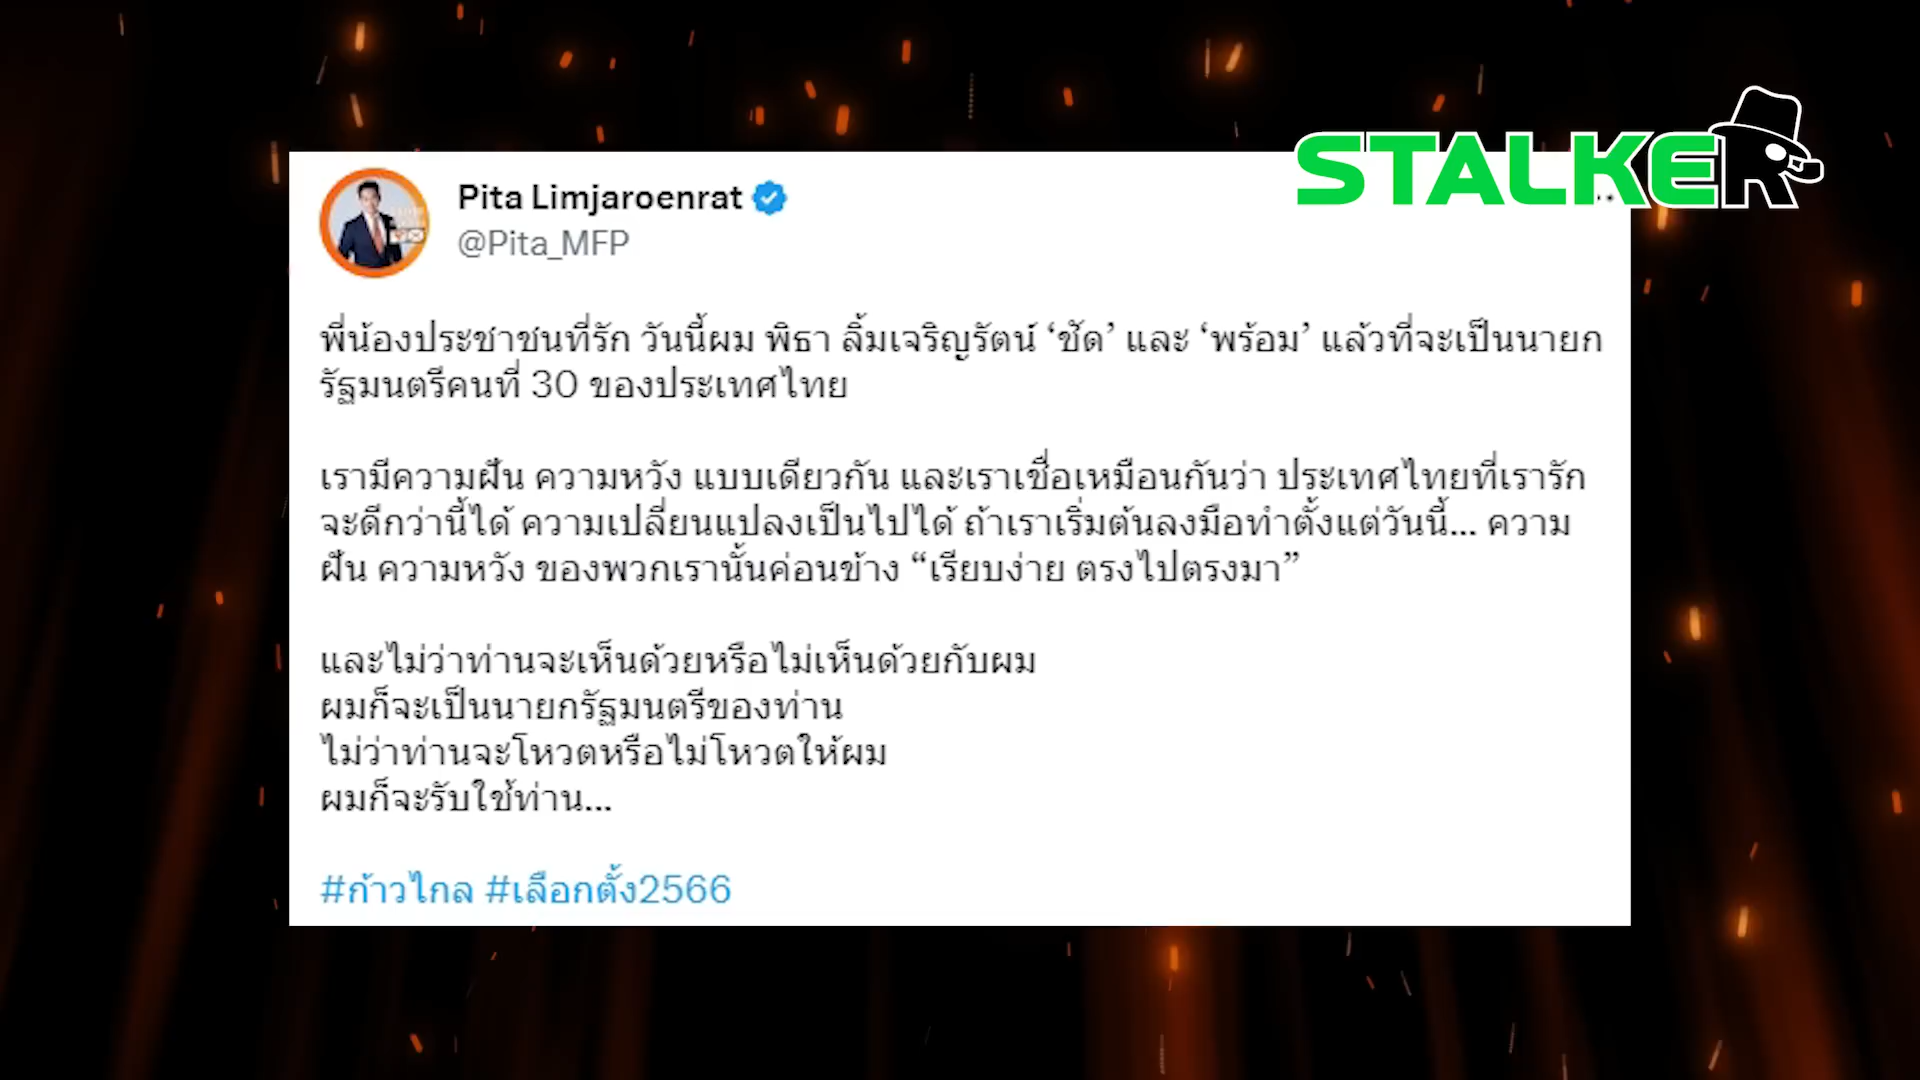 STALKER
Pita Limjaroenrat
@Pita_MFP
พี่น้องประชาชนที่รัก วันนี้ผม พิธา ลิ้มเจริญรัตน์ ‘ชัด’ และ ‘พร้อม’ แล้วที่จะเป็นนายก
รัฐมนตรีคนที่ 30 ของประเทศไทย
เรามีความฝัน ความหวัง แบบเดียวกัน และเราเชื่อเหมือนกันว่า ประเทศไทยที่เรารัก
จะดีกว่านี้ได้ ความเปลี่ยนแปลงเป็นไปได้ ถ้าเราเริ่มต้นลงมือทำตั้งแต่วันนี้... ความ
ฝัน ความหวัง ของพวกเรานั้นค่อนข้าง “เรียบง่าย ตรงไปตรงมา”
และไม่ว่าท่านจะเห็นด้วยหรือไม่เห็นด้วยกับผม
ผมก็จะเป็นนายกรัฐมนตรีของท่าน
ไม่ว่าท่านจะโหวตหรือไม่โหวตให้ผม
ผมก็จะรับใช้ท่าน...
#ก้าวไกล #เลือกตั้ง2566